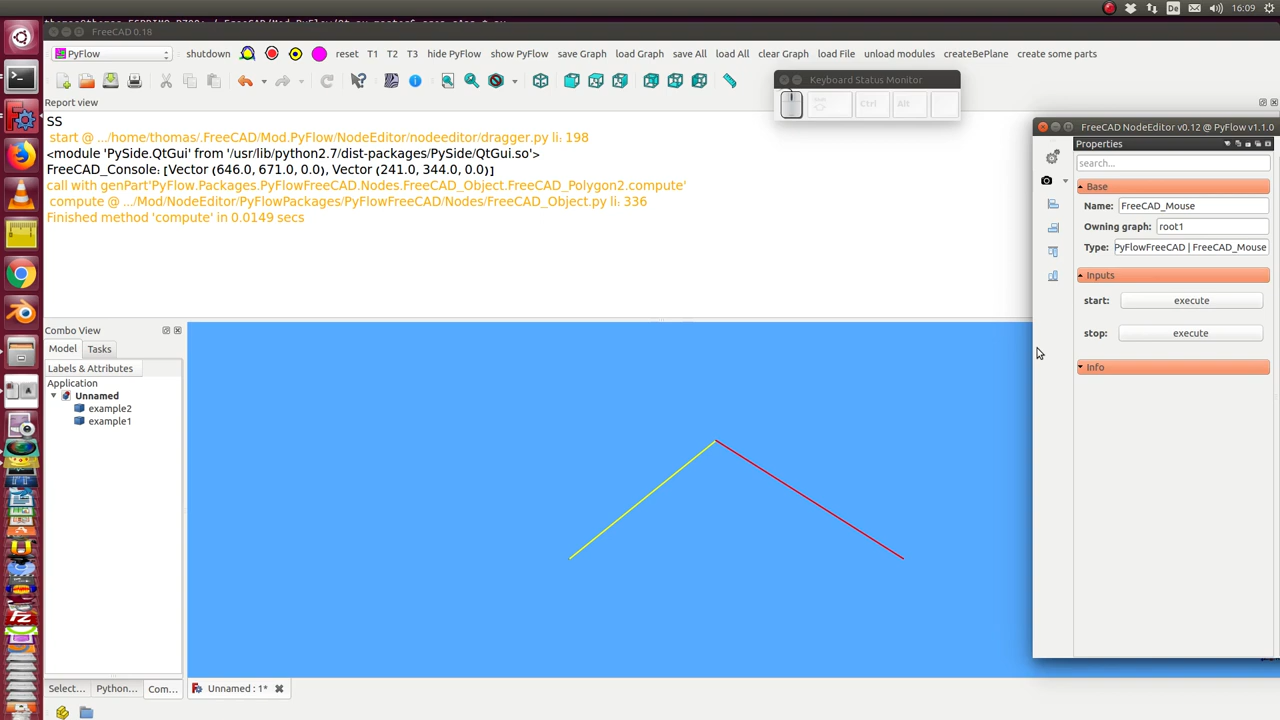 De
16:09
FreeCAD 0.18
PyFlow
shutdown
reset T1 T2 T3 hide PyFlow show PyFlow save Graph load Graph save All load All clear Graph load File unload modules createBePlane create some parts
Keyboard Status Monitor
Ctrl Alt
Report view
SS
start @ .../home/thomas/.FreeCAD/Mod.PyFlow/NodeEditor/nodeeditor/dragger.py li: 198
<module 'PySide.QtGui' from '/usr/lib/python2.7/dist-packages/PySide/QtGui.so'>
FreeCAD_Console: [Vector (646.0, 671.0, 0.0), Vector (241.0, 344.0, 0.0)]
call with genPart'PyFlow.Packages.PyFlowFreeCAD.Nodes.FreeCAD_Object.FreeCAD_Polygon2.compute'
compute @ .../Mod/NodeEditor/PyFlowPackages/PyFlowFreeCAD/Nodes/FreeCAD_Object.py li: 336
Finished method 'compute' in 0.0149 secs
Combo View
Model Tasks
Labels & Attributes
Application
Unnamed
example2
example1
Select... Python... Com...
Unnamed : 1*
FreeCAD NodeEditor v0.12 @ PyFlow v1.1.0
Properties
search...
Base
Name: FreeCAD_Mouse
Owning graph: root1
Type: PyFlowFreeCAD | FreeCAD_Mouse
Inputs
start: execute
stop: execute
Info